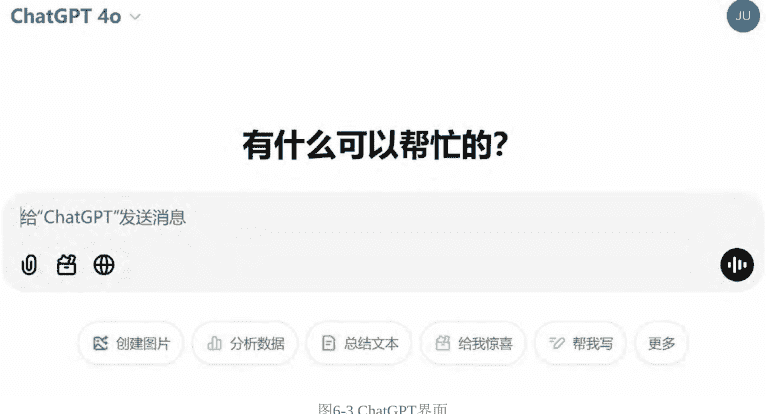 ChatGPT 4o
JU
有什么可以帮忙的？
给“ChatGPT”发送消息
创建图片 分析数据 总结文本 给我惊喜 帮我写 更多
图6-3 ChatGPT界面